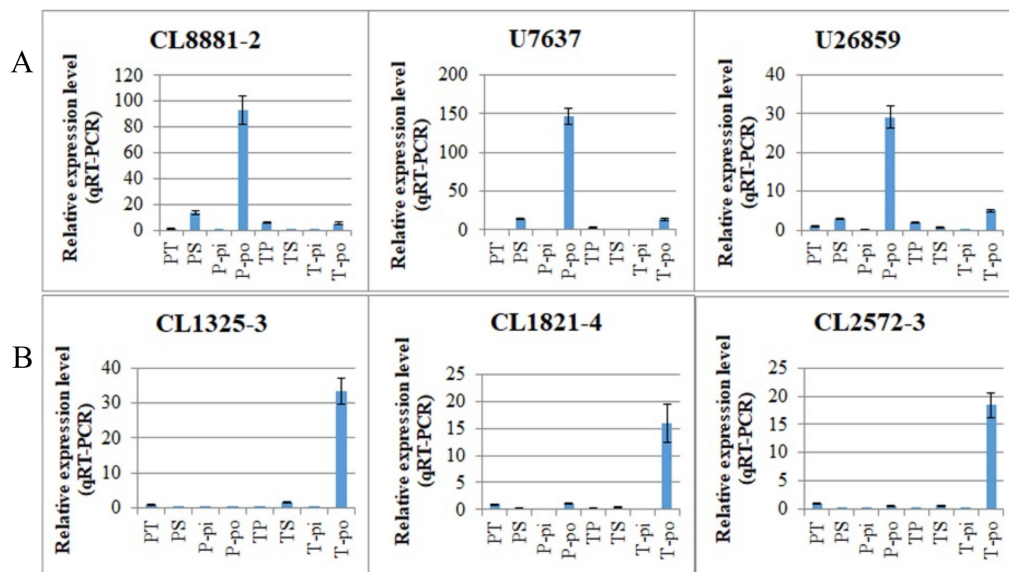 A
CL8881-2
Relative expression level
(qRT-PCR)
120
100
80
60
40
20
0
PT
PS
P-pi
P-po
TP
TS
T-pi
T-po
U7637
Relative expression level
(qRT-PCR)
200
150
100
50
0
PT
PS
P-pi
P-po
TP
TS
T-pi
T-po
U26859
Relative expression level
(qRT-PCR)
40
30
20
10
0
PT
PS
P-pi
P-po
TP
TS
T-pi
T-po
B
CL1325-3
Relative expression level
(qRT-PCR)
40
30
20
10
0
PT
PS
P-pi
P-po
TP
TS
T-pi
T-po
CL1821-4
Relative expression level
(qRT-PCR)
25
20
15
10
5
0
PT
PS
P-pi
P-po
TP
TS
T-pi
T-po
CL2572-3
Relative expression level
(qRT-PCR)
25
20
15
10
5
0
PT
PS
P-pi
P-po
TP
TS
T-pi
T-po